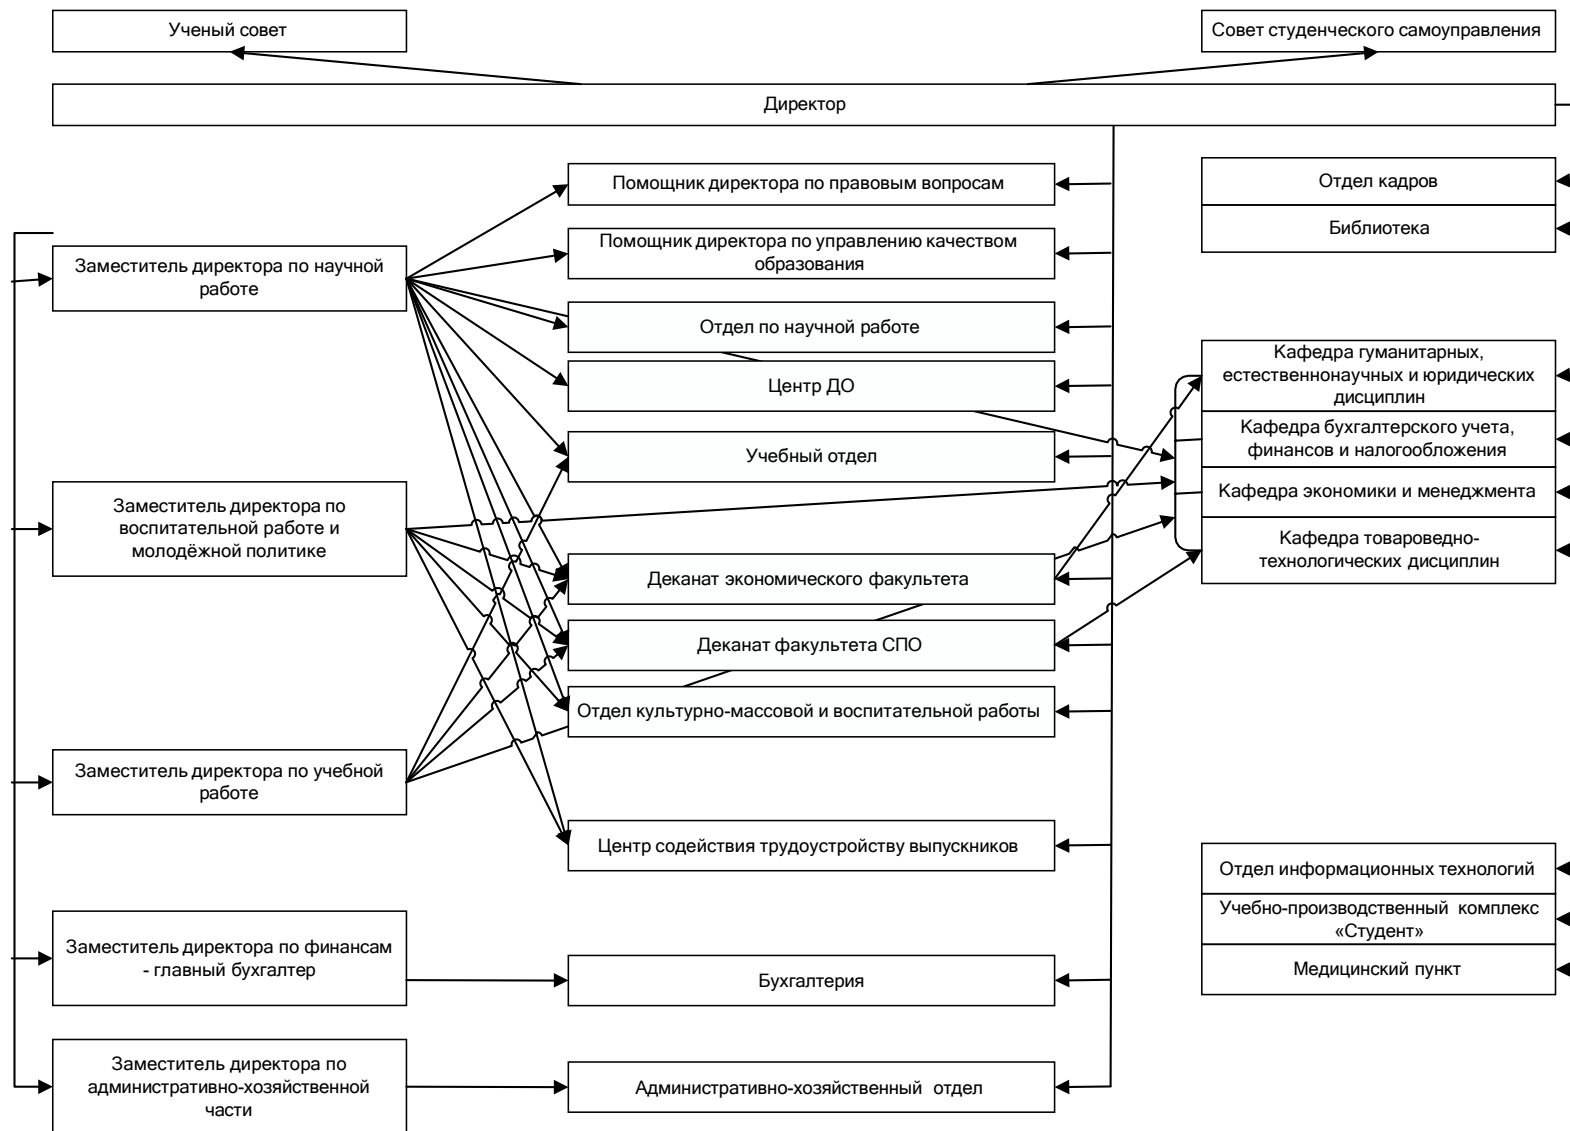 Ученый совет
Совет студенческого самоуправления
Директор
Помощник директора по правовым вопросам
Отдел кадров
Библиотека
Заместитель директора по научной
работе
Помощник директора по управлению качеством
образования
Отдел по научной работе
Центр ДО
Кафедра гуманитарных,
естественнонаучных и юридических
дисциплин
Учебный отдел
Кафедра бухгалтерского учета,
финансов и налогообложения
Заместитель директора по
воспитательной работе и
молодёжной политике
Кафедра экономики и менеджмента
Кафедра товароведно-
технологических дисциплин
Деканат экономического факультета
Деканат факультета СПО
Отдел культурно-массовой и воспитательной работы
Заместитель директора по учебной
работе
Центр содействия трудоустройству выпускников
Отдел информационных технологий
Учебно-производственный комплекс
«Студент»
Медицинский пункт
Заместитель директора по финансам
- главный бухгалтер
Бухгалтерия
Заместитель директора по
административно-хозяйственной
части
Административно-хозяйственный отдел